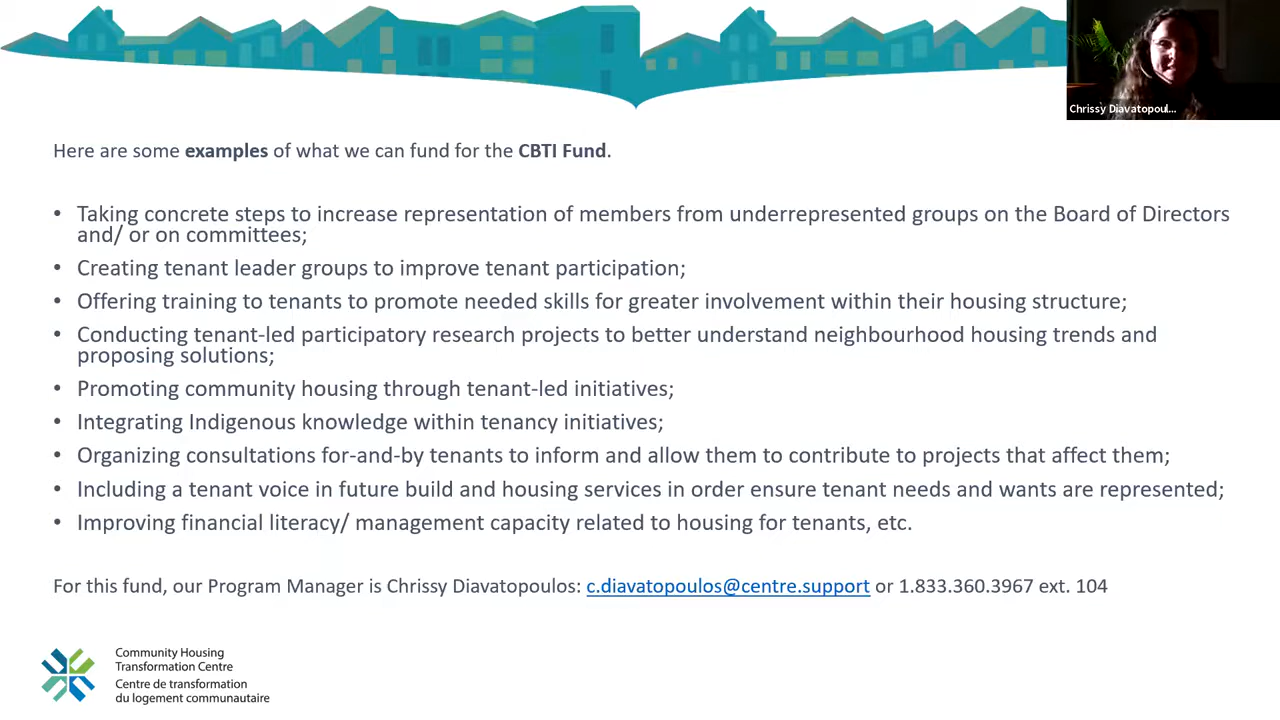 Chrissy Diavatopoul...
Here are some examples of what we can fund for the CBTI Fund.
• Taking concrete steps to increase representation of members from underrepresented groups on the Board of Directors
and/ or on committees;
• Creating tenant leader groups to improve tenant participation;
• Offering training to tenants to promote needed skills for greater involvement within their housing structure;
• Conducting tenant-led participatory research projects to better understand neighbourhood housing trends and
proposing solutions;
• Promoting community housing through tenant-led initiatives;
• Integrating Indigenous knowledge within tenancy initiatives;
• Organizing consultations for-and-by tenants to inform and allow them to contribute to projects that affect them;
• Including a tenant voice in future build and housing services in order ensure tenant needs and wants are represented;
• Improving financial literacy/ management capacity related to housing for tenants, etc.
For this fund, our Program Manager is Chrissy Diavatopoulos: c.diavatopoulos@centre.support or 1.833.360.3967 ext. 104
Community Housing
Transformation Centre
Centre de transformation
du logement communautaire